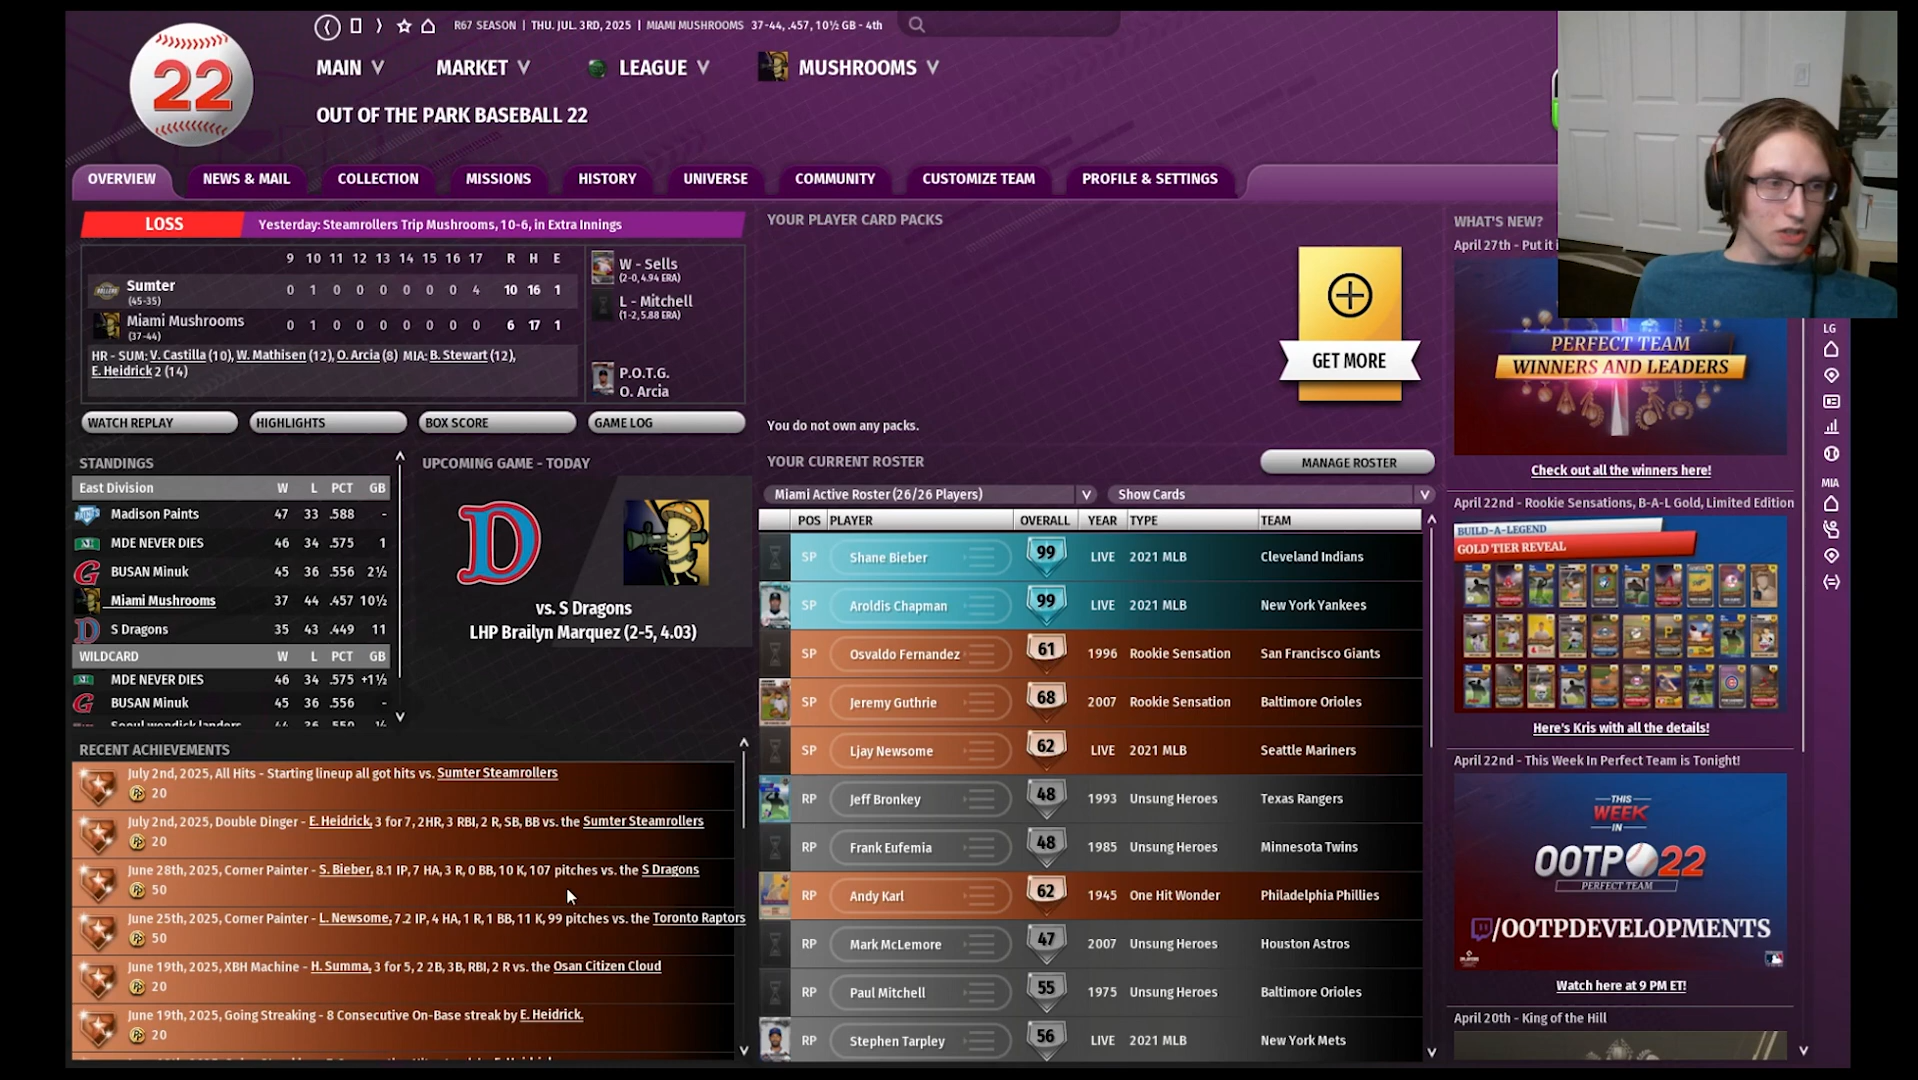 R67 SEASON | THU. JUL. 3RD, 2025 | MIAMI MUSHROOMS 37-44, .457, 10½ GB - 4th
22
MAIN MARKET LEAGUE MUSHROOMS
OUT OF THE PARK BASEBALL 22
OVERVIEW NEWS & MAIL COLLECTION MISSIONS HISTORY UNIVERSE COMMUNITY CUSTOMIZE TEAM PROFILE & SETTINGS
LOSS Yesterday: Steamrollers Trip Mushrooms, 10-6, in Extra Innings
9 10 11 12 13 14 15 16 17 R H E
Sumter 0 1 0 0 0 0 0 0 4 10 16 1
(45-35)
Miami Mushrooms 0 1 0 0 0 0 0 0 0 6 17 1
(37-44)
HR - SUM: V. Castilla (10), W. Mathisen (12), O. Arcia (8) MIA: B. Stewart (12),
E. Heidrick 2 (14)
W - Sells
(2-0, 4.94 ERA)
L - Mitchell
(1-2, 5.88 ERA)
P.O.T.G.
O. Arcia
WATCH REPLAY HIGHLIGHTS BOX SCORE GAME LOG
STANDINGS
East Division W L PCT GB
Madison Paints 47 33 .588 -
MDE NEVER DIES 46 34 .575 1
BUSAN Minuk 45 36 .556 2½
Miami Mushrooms 37 44 .457 10½
S Dragons 35 43 .449 11
WILDCARD W L PCT GB
MDE NEVER DIES 46 34 .575 +1½
BUSAN Minuk 45 36 .556 -
UPCOMING GAME - TODAY
D
vs. S Dragons
LHP Brailyn Marquez (2-5, 4.03)
RECENT ACHIEVEMENTS
July 2nd, 2025, All Hits - Starting lineup all got hits vs. Sumter Steamrollers
20
July 2nd, 2025, Double Dinger - E. Heidrick, 3 for 7, 2HR, 3 RBI, 2 R, SB, BB vs. the Sumter Steamrollers
20
June 28th, 2025, Corner Painter - S. Bieber, 8.1 IP, 7 HA, 3 R, 0 BB, 10 K, 107 pitches vs. the S Dragons
50
June 25th, 2025, Corner Painter - L. Newsome, 7.2 IP, 4 HA, 1 R, 1 BB, 11 K, 99 pitches vs. the Toronto Raptors
50
June 19th, 2025, XBH Machine - H. Summa, 3 for 5, 2 2B, 3B, RBI, 2 R vs. the Osan Citizen Cloud
20
June 19th, 2025, Going Streaking - 8 Consecutive On-Base streak by E. Heidrick.
20
YOUR PLAYER CARD PACKS
GET MORE
You do not own any packs.
YOUR CURRENT ROSTER
MANAGE ROSTER
Miami Active Roster (26/26 Players) Show Cards
POS PLAYER OVERALL YEAR TYPE TEAM
SP Shane Bieber 99 LIVE 2021 MLB Cleveland Indians
SP Aroldis Chapman 99 LIVE 2021 MLB New York Yankees
SP Osvaldo Fernandez 61 1996 Rookie Sensation San Francisco Giants
SP Jeremy Guthrie 68 2007 Rookie Sensation Baltimore Orioles
SP Ljay Newsome 62 LIVE 2021 MLB Seattle Mariners
RP Jeff Bronkey 48 1993 Unsung Heroes Texas Rangers
RP Frank Eufemia 48 1985 Unsung Heroes Minnesota Twins
RP Andy Karl 62 1945 One Hit Wonder Philadelphia Phillies
RP Mark McLemore 47 2007 Unsung Heroes Houston Astros
RP Paul Mitchell 55 1975 Unsung Heroes Baltimore Orioles
RP Stephen Tarpley 56 LIVE 2021 MLB New York Mets
WHAT'S NEW?
April 27th - Put it i
PERFECT TEAM
WINNERS AND LEADERS
Check out all the winners here!
April 22nd - Rookie Sensations, B-A-L Gold, Limited Edition
BUILD-A-LEGEND
GOLD TIER REVEAL
Here's Kris with all the details!
April 22nd - This Week In Perfect Team is Tonight!
THIS
WEEK
IN
OOTP 22
PERFECT TEAM
/OOTPDEVELOPMENTS
Watch here at 9 PM ET!
April 20th - King of the Hill
LG
MIA